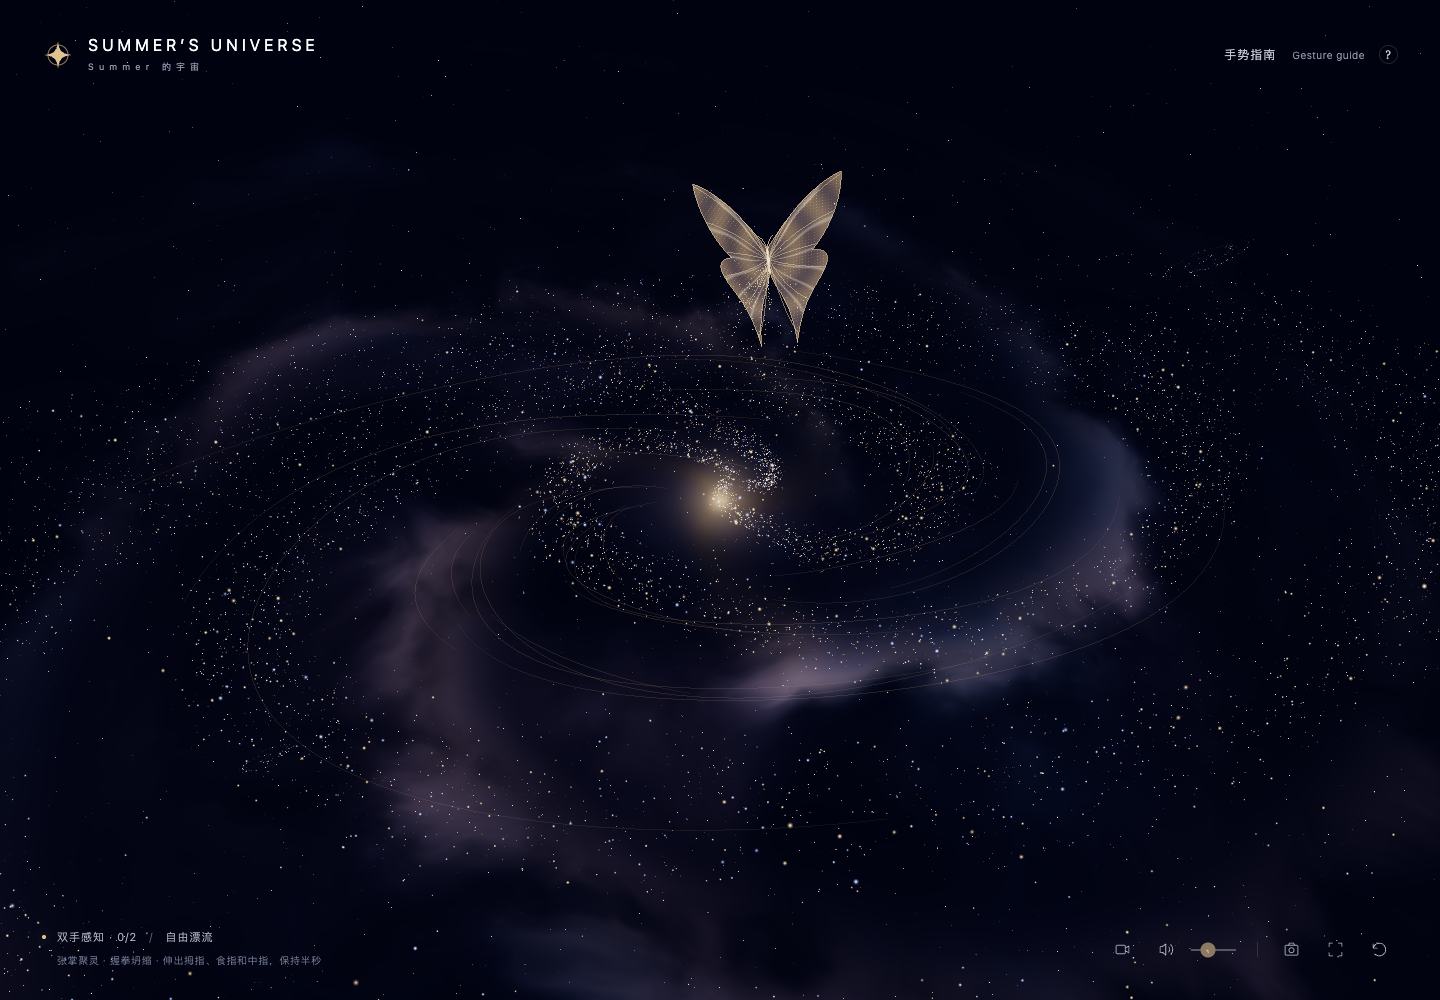 SUMMER'S UNIVERSE
Summer 的宇宙
手势指南 Gesture guide ?
双手感知 · 0/2 / 自由漂流
张掌聚灵 · 握拳坍缩 · 伸出拇指、食指和中指，保持半秒